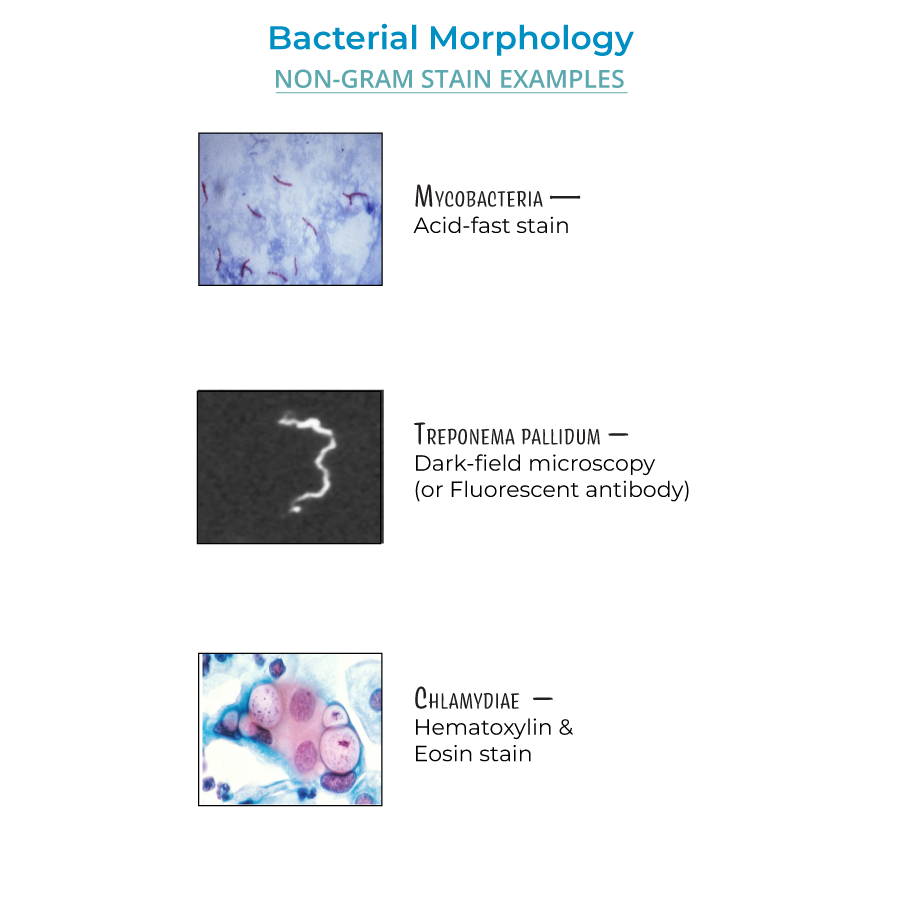 Bacterial Morphology
NON-GRAM STAIN EXAMPLES
MYCOBACTERIA —
Acid-fast stain
TREPONEMA PALLIDUM —
Dark-field microscopy
(or Fluorescent antibody)
CHLAMYDIAE —
Hematoxylin &
Eosin stain